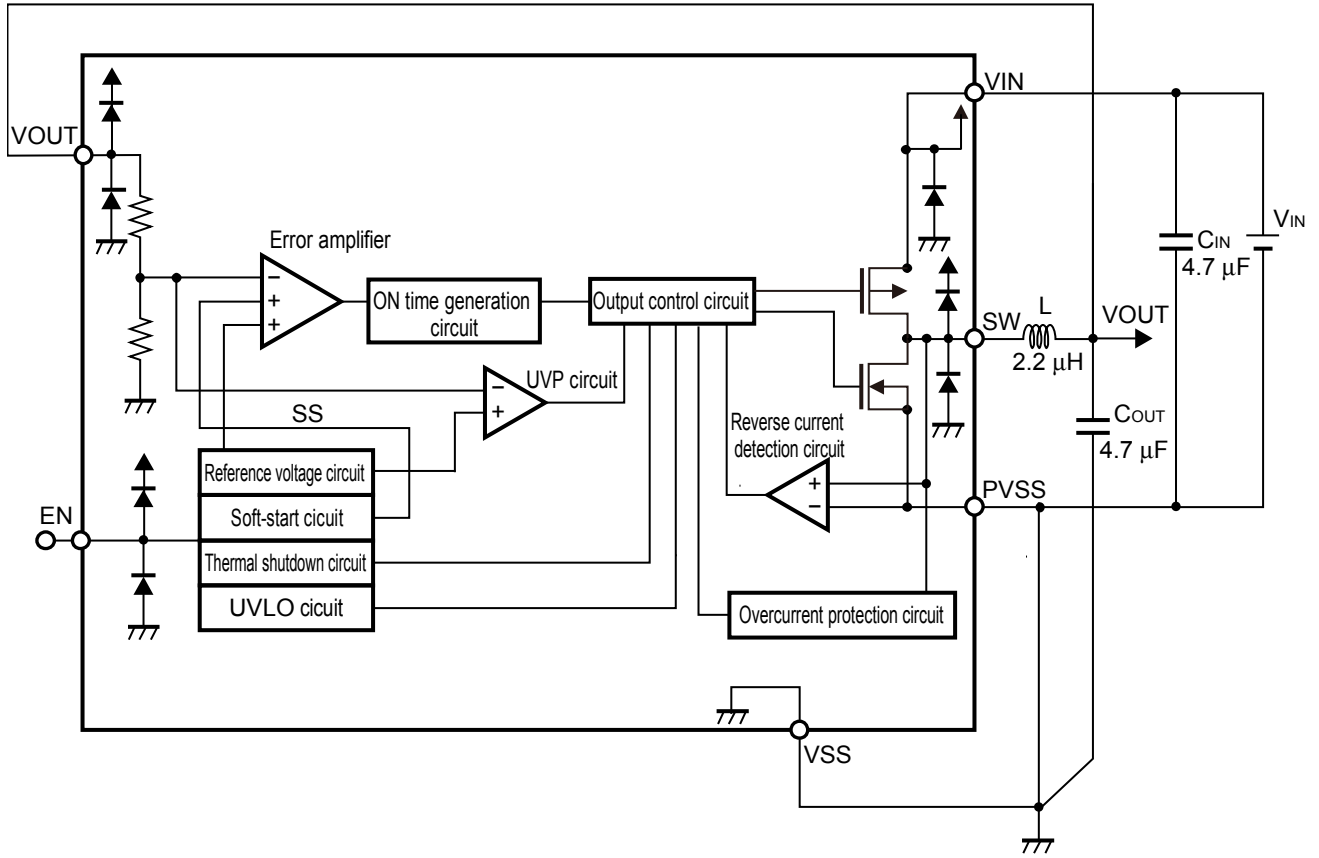 VIN
VOUT
Error amplifier
−
+
+
ON time generation
circuit
Output control circuit
UVP circuit
−
+
SS
Reference voltage circuit
Soft-start cicuit
Thermal shutdown circuit
UVLO cicuit
EN
Reverse current
detection circuit
+
−
Overcurrent protection circuit
SW
L
2.2 μH
VOUT
CIN
4.7 μF
VIN
COUT
4.7 μF
PVSS
VSS